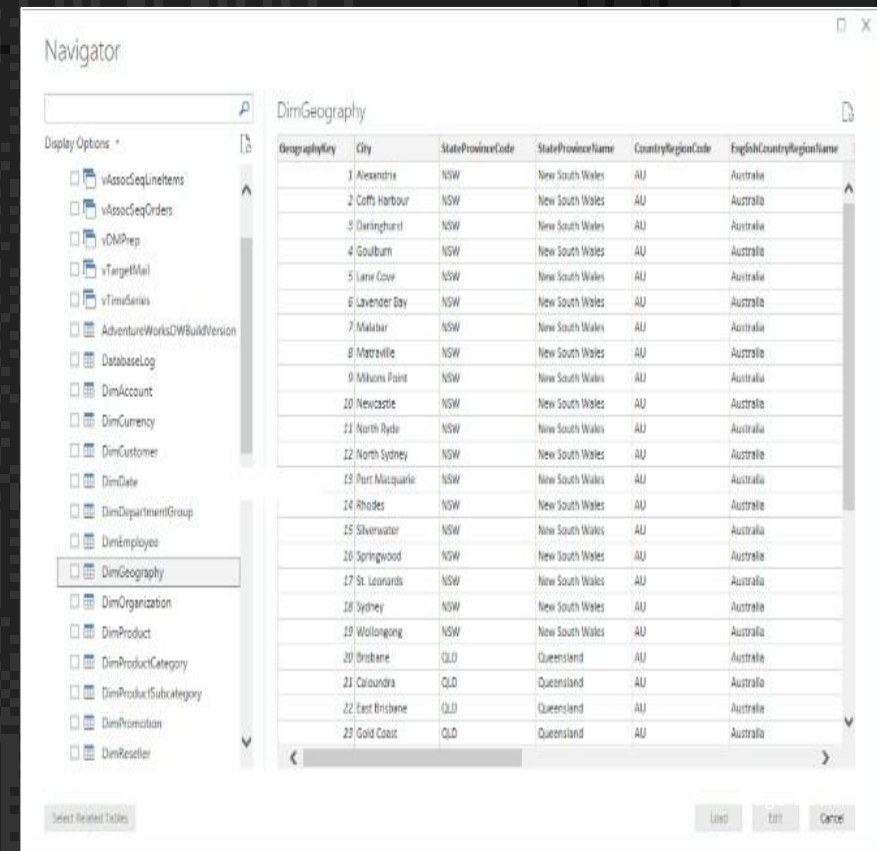 Navigator
Display Options
vAssocSeqLineItems
vAssocSeqOrders
vDMPrep
vTargetMail
vTimeSeries
AdventureWorksDWBuildVersion
DatabaseLog
DimAccount
DimCurrency
DimCustomer
DimDate
DimDepartmentGroup
DimEmployee
DimGeography
DimOrganization
DimProduct
DimProductCategory
DimProductSubcategory
DimPromotion
DimReseller
Select Related Tables
DimGeography
GeographyKey City StateProvinceCode StateProvinceName CountryRegionCode EnglishCountryRegionName
1 Alexandria NSW New South Wales AU Australia
2 Coffs Harbour NSW New South Wales AU Australia
3 Darlinghurst NSW New South Wales AU Australia
4 Goulburn NSW New South Wales AU Australia
5 Lane Cove NSW New South Wales AU Australia
6 Lavender Bay NSW New South Wales AU Australia
7 Malabar NSW New South Wales AU Australia
8 Matraville NSW New South Wales AU Australia
9 Milsons Point NSW New South Wales AU Australia
10 Newcastle NSW New South Wales AU Australia
11 North Ryde NSW New South Wales AU Australia
12 North Sydney NSW New South Wales AU Australia
13 Port Macquarie NSW New South Wales AU Australia
14 Rhodes NSW New South Wales AU Australia
15 Silverwater NSW New South Wales AU Australia
16 Springwood NSW New South Wales AU Australia
17 St. Leonards NSW New South Wales AU Australia
18 Sydney NSW New South Wales AU Australia
19 Wollongong NSW New South Wales AU Australia
20 Brisbane QLD Queensland AU Australia
21 Caloundra QLD Queensland AU Australia
22 East Brisbane QLD Queensland AU Australia
23 Gold Coast QLD Queensland AU Australia
Load Edit Cancel